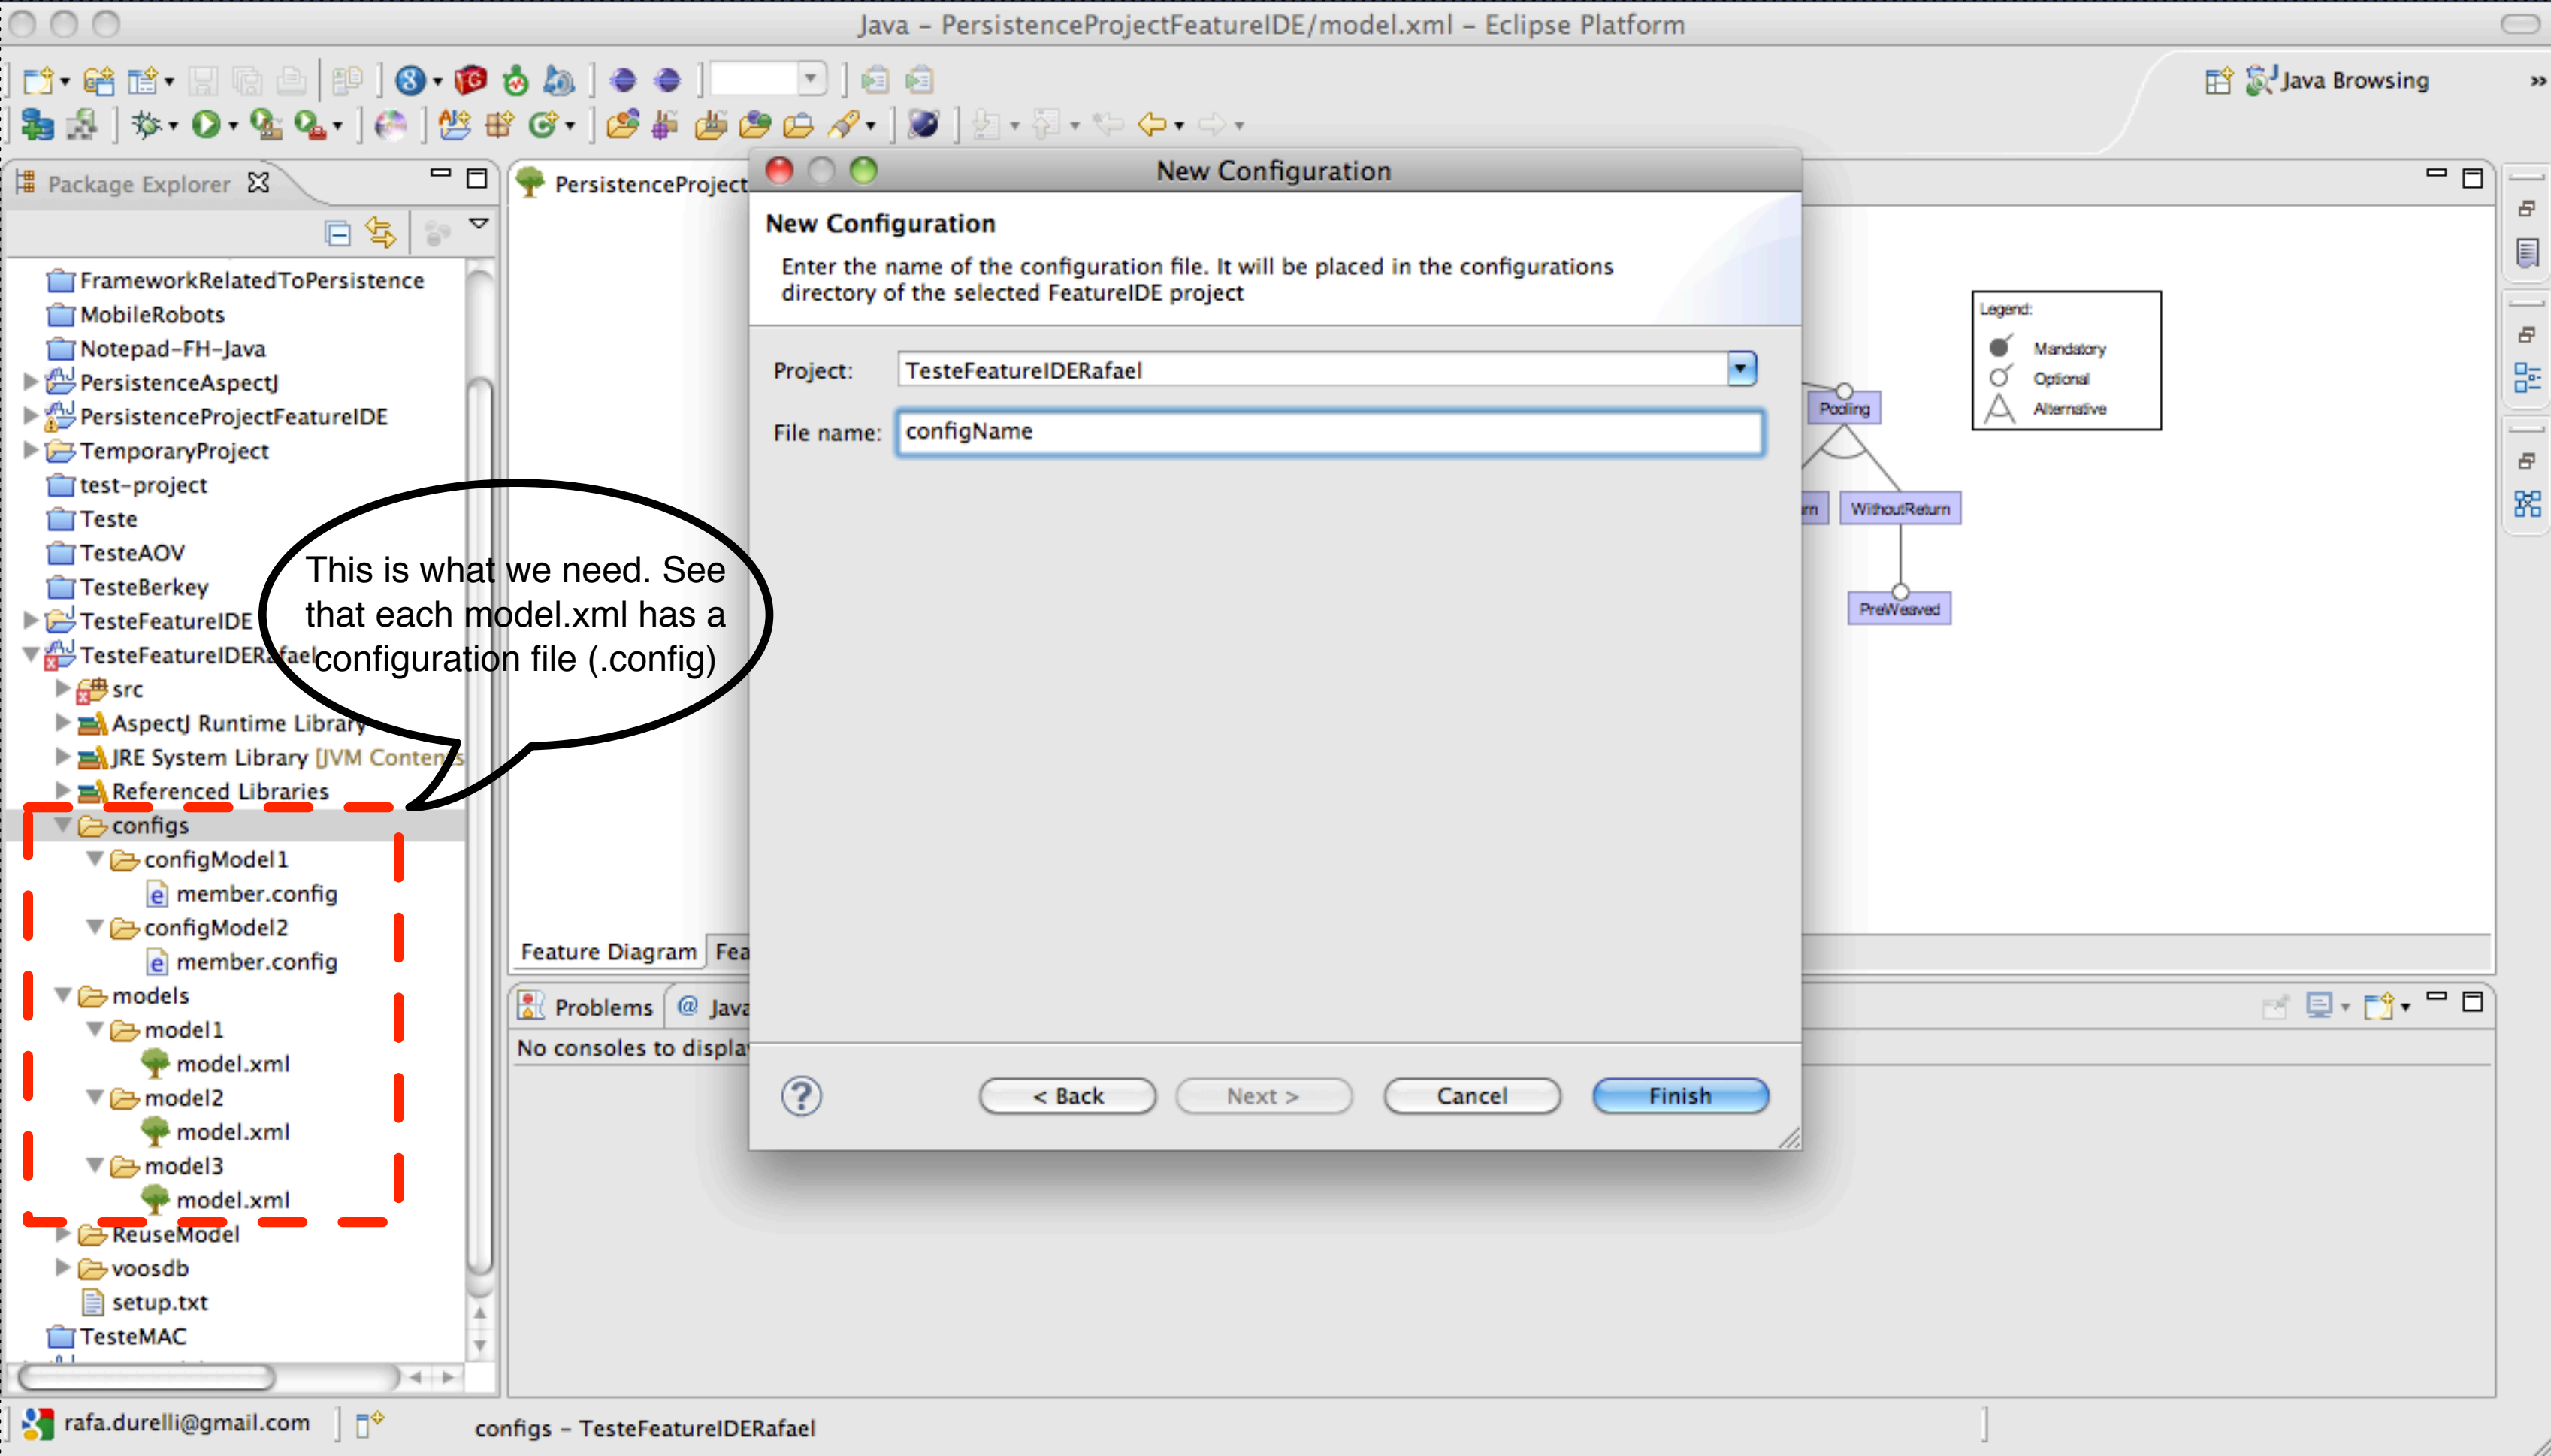 Java – PersistenceProjectFeatureIDE/model.xml – Eclipse Platform
Java Browsing
Package Explorer
PersistenceProject
FrameworkRelatedToPersistence
MobileRobots
Notepad-FH-Java
PersistenceAspectJ
PersistenceProjectFeatureIDE
TemporaryProject
test-project
Teste
TesteAOV
TesteBerkey
TesteFeatureIDE
TesteFeatureIDERafael
src
AspectJ Runtime Library
JRE System Library [JVM Contents
Referenced Libraries
configs
configModel1
member.config
configModel2
member.config
models
model1
model.xml
model2
model.xml
model3
model.xml
ReuseModel
voosdb
setup.txt
TesteMAC
This is what we need. See
that each model.xml has a
configuration file (.config)
New Configuration
New Configuration
Enter the name of the configuration file. It will be placed in the configurations
directory of the selected FeatureIDE project
Project: TesteFeatureIDERafael
File name: configName
< Back Next > Cancel Finish
Legend:
Mandatory
Optional
Alternative
Pooling
WithoutReturn
PreWeaved
Feature Diagram
Problems @ Java
No consoles to display
rafa.durelli@gmail.com
configs – TesteFeatureIDERafael